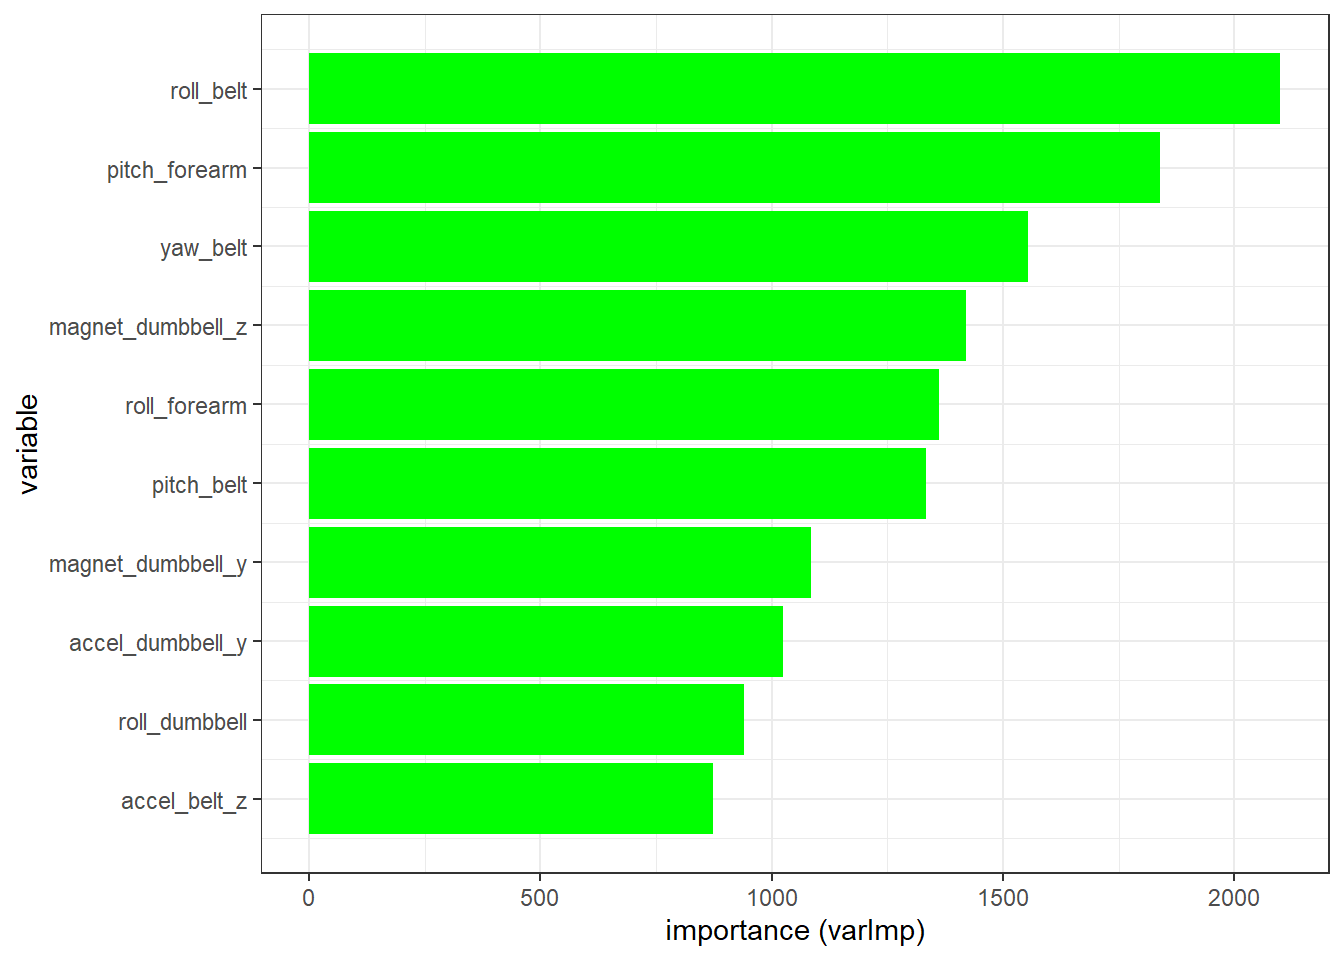 roll_belt
pitch_forearm
yaw_belt
magnet_dumbbell_z
roll_forearm
pitch_belt
magnet_dumbbell_y
accel_dumbbell_y
roll_dumbbell
accel_belt_z
variable
0 500 1000 1500 2000
importance (varImp)